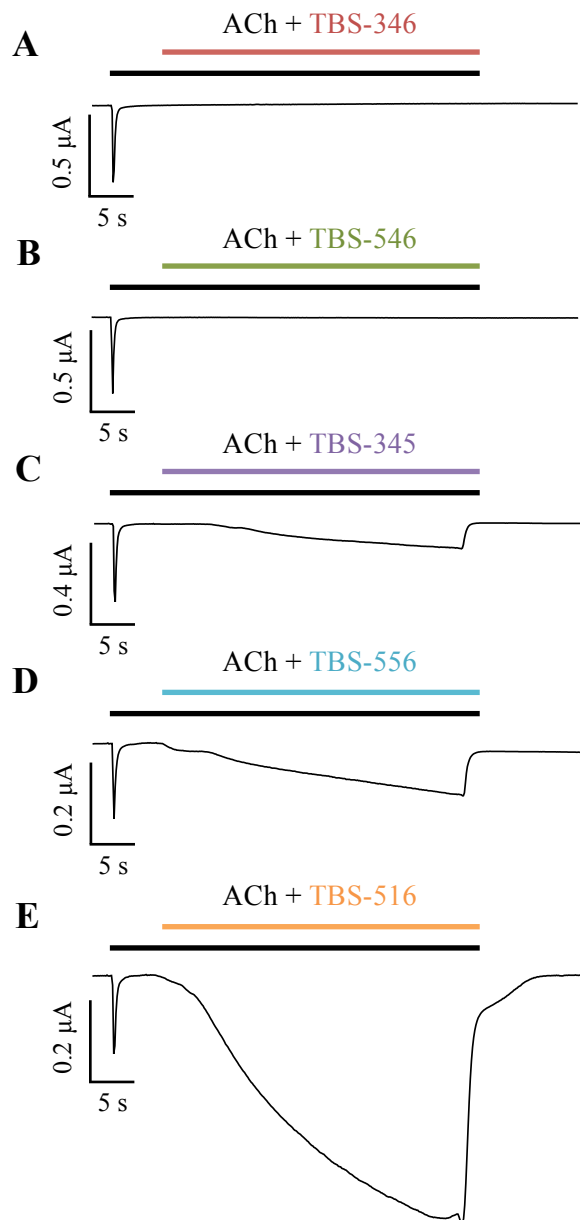 A
ACh + TBS-346
0.5 µA
5 s
B
ACh + TBS-546
0.5 µA
5 s
C
ACh + TBS-345
0.4 µA
5 s
D
ACh + TBS-556
0.2 µA
5 s
E
ACh + TBS-516
0.2 µA
5 s